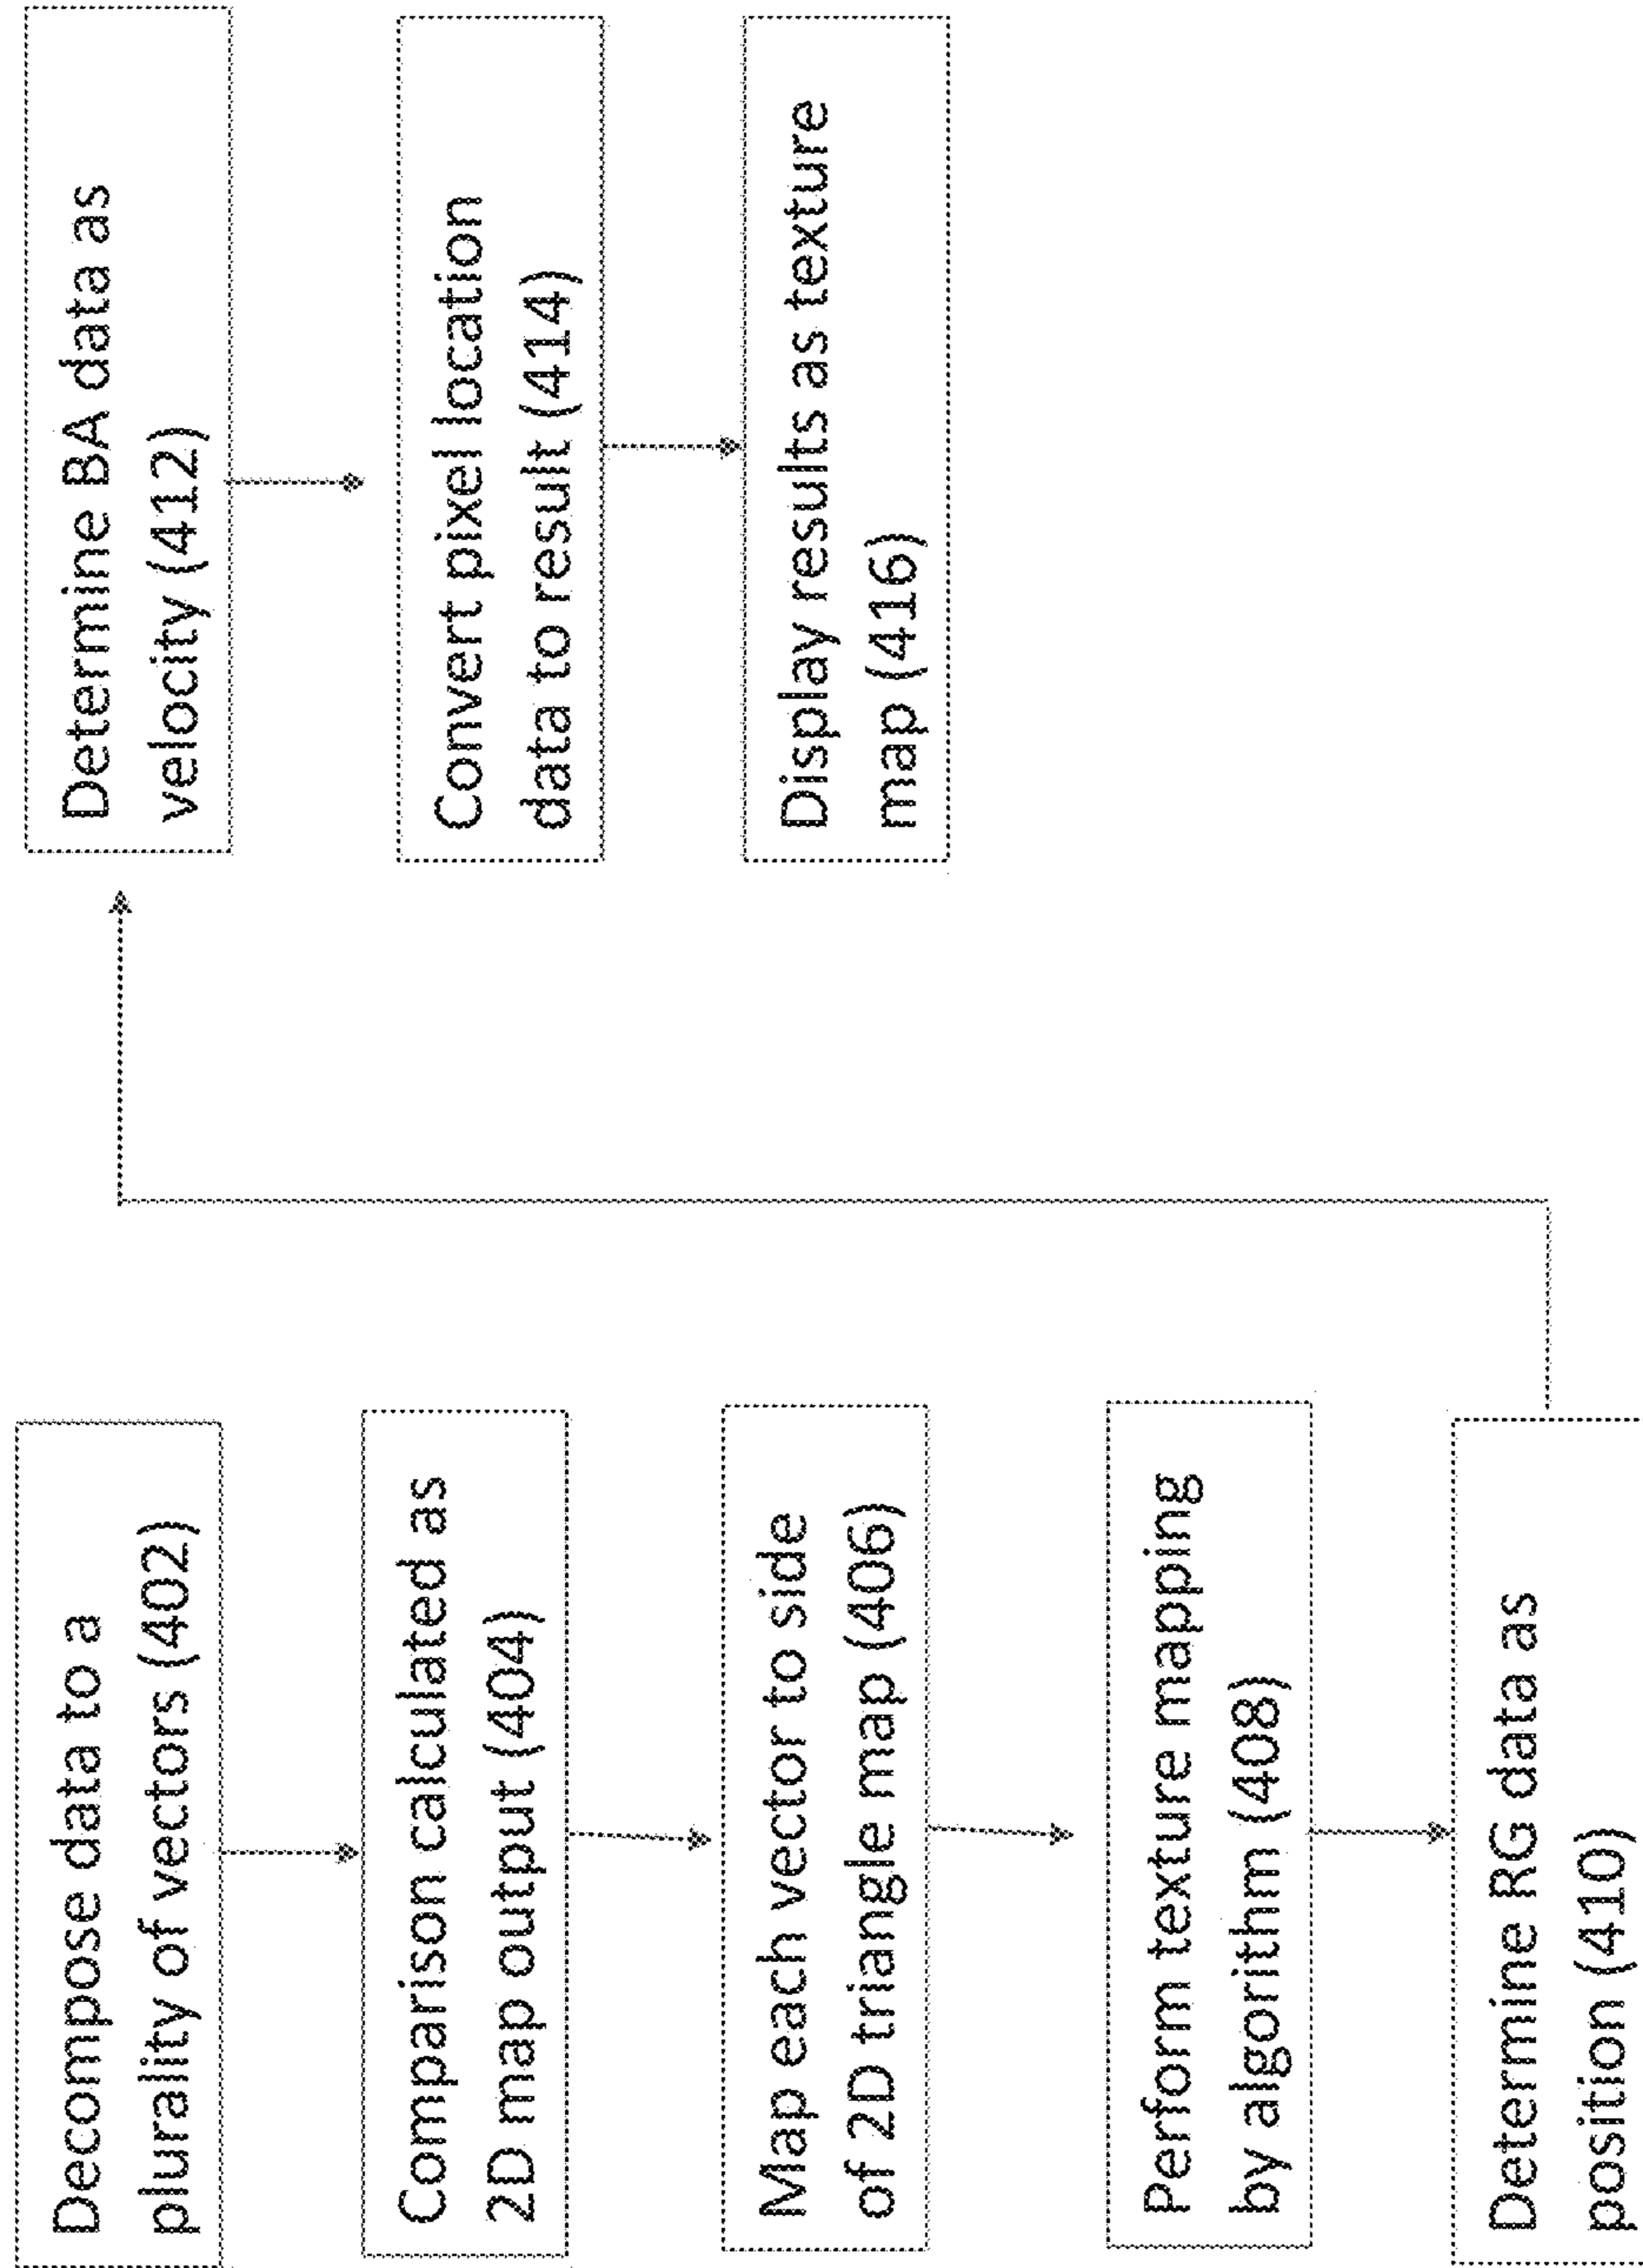 Decompose data to a
plurality of vectors (402)
Comparison calculated as
2D map output (404)
Map each vector to side
of 2D triangle map (406)
Perform texture mapping
by algorithm (408)
Determine RG data as
position (410)
Determine BA data as
velocity (412)
Convert pixel location
data to result (414)
Display results as texture
map (416)